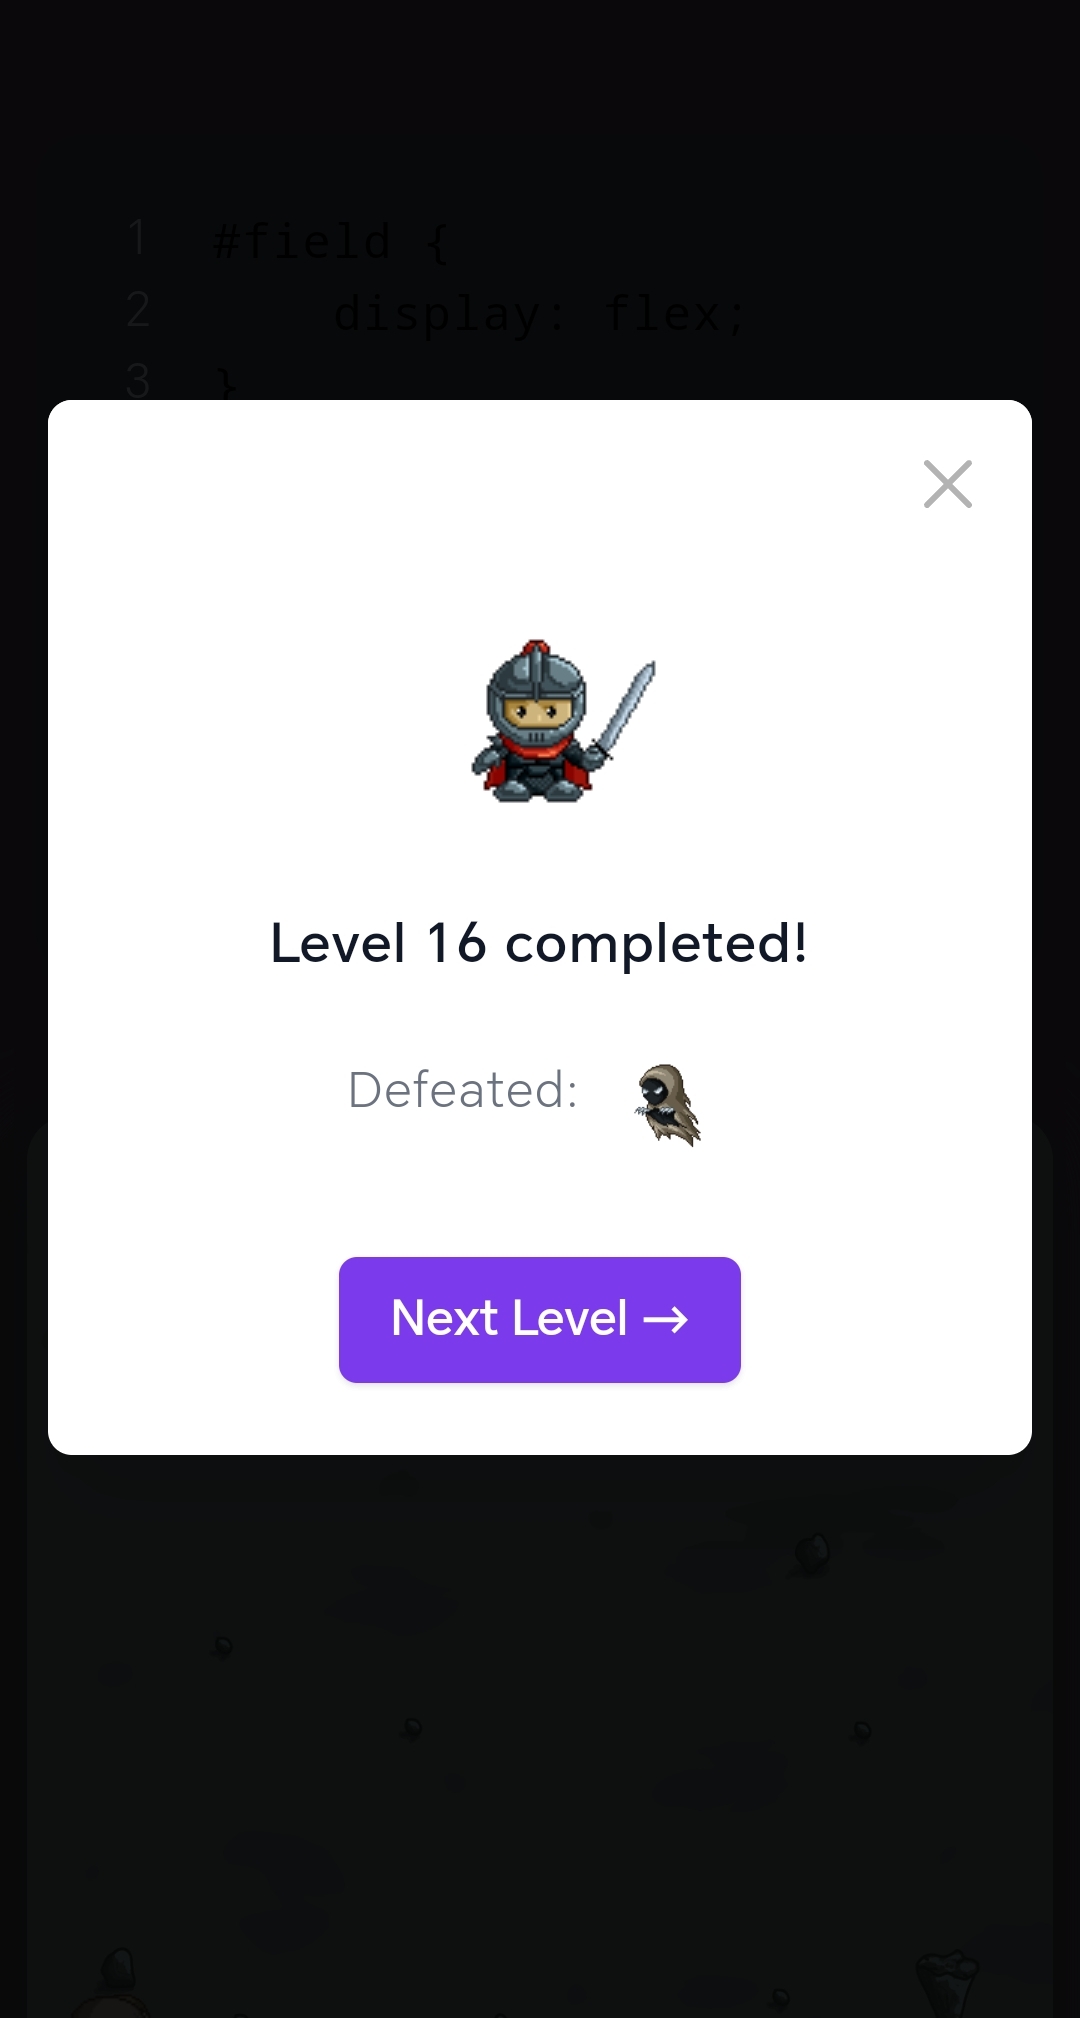 1 #field {
2 display: flex;
3 }
Level 16 completed!
Defeated:
Next Level →